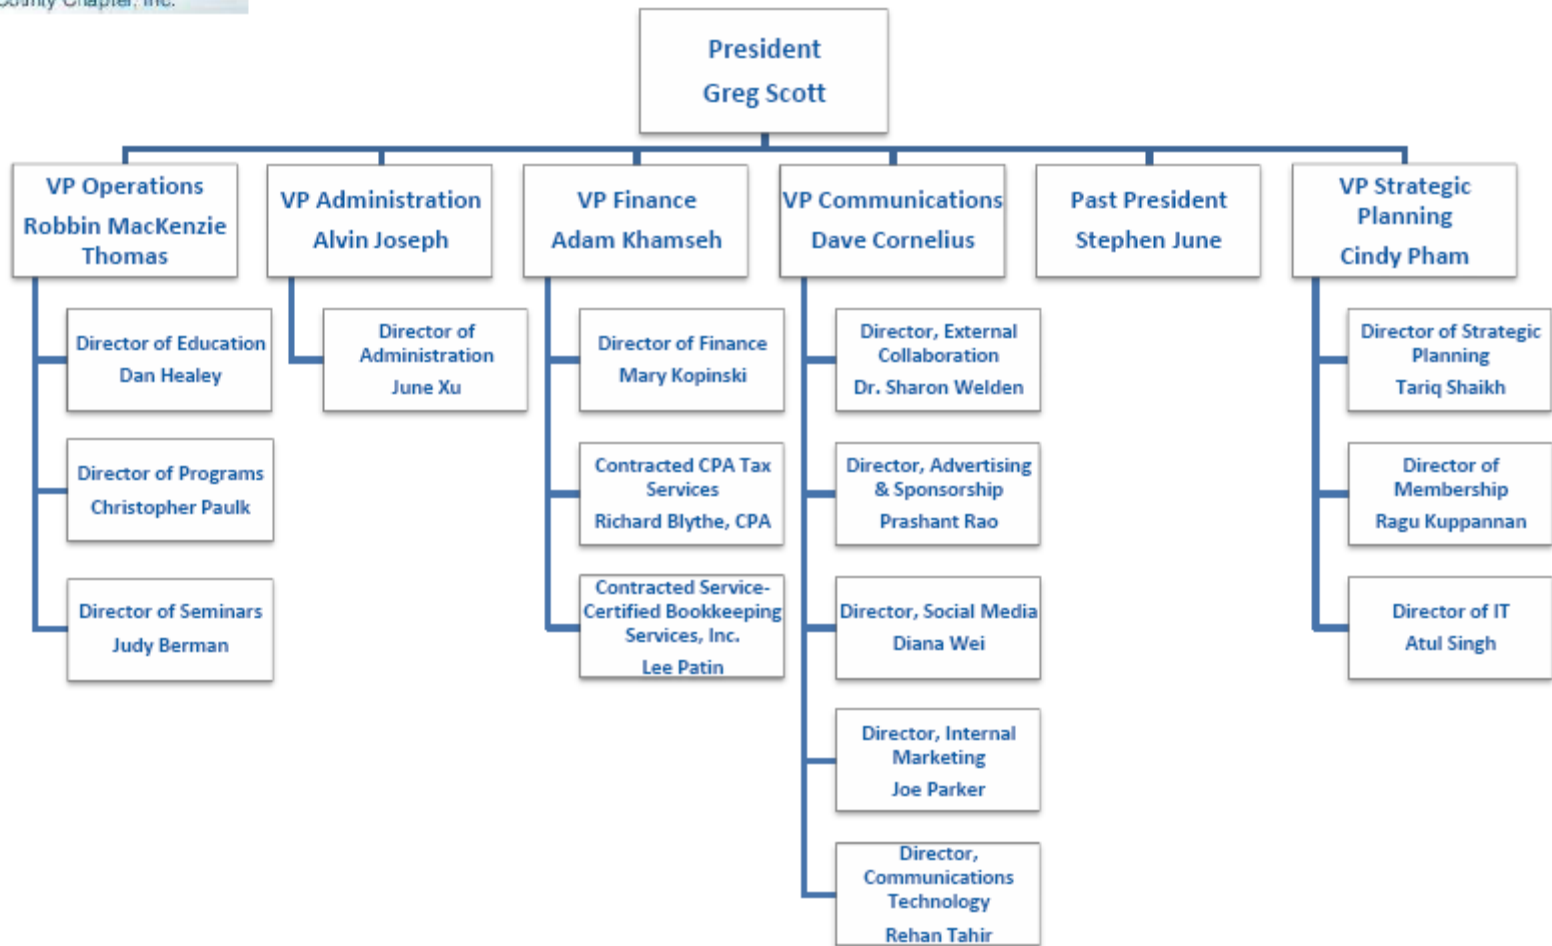 County Chapter, Inc.
President
Greg Scott
VP Operations
Robbin MacKenzie
Thomas
VP Administration
Alvin Joseph
VP Finance
Adam Khamseh
VP Communications
Dave Cornelius
Past President
Stephen June
VP Strategic
Planning
Cindy Pham
Director of Education
Dan Healey
Director of Programs
Christopher Paulk
Director of Seminars
Judy Berman
Director of
Administration
June Xu
Director of Finance
Mary Kopinski
Contracted CPA Tax
Services
Richard Blythe, CPA
Contracted Service-
Certified Bookkeeping
Services, Inc.
Lee Patin
Director, External
Collaboration
Dr. Sharon Welden
Director, Advertising
& Sponsorship
Prashant Rao
Director, Social Media
Diana Wei
Director, Internal
Marketing
Joe Parker
Director,
Communications
Technology
Rehan Tahir
Director of Strategic
Planning
Tariq Shaikh
Director of
Membership
Ragu Kuppannan
Director of IT
Atul Singh